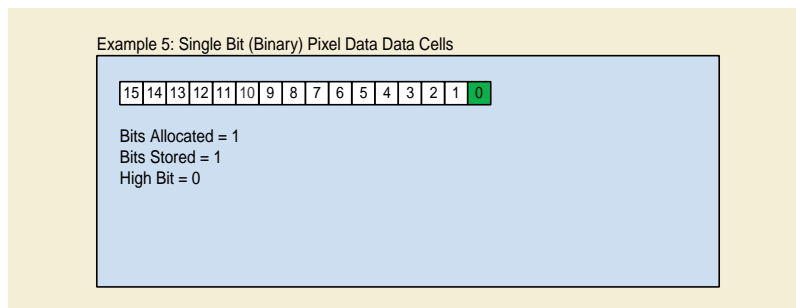 Example 5: Single Bit (Binary) Pixel Data Data Cells
15 14 13 12 11 10 9 8 7 6 5 4 3 2 1 0
Bits Allocated = 1
Bits Stored = 1
High Bit = 0